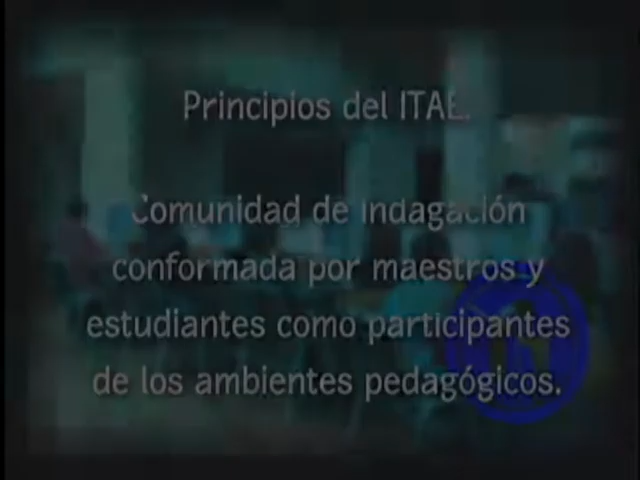 Principios del ITAE.
Comunidad de indagación
conformada por maestros y
estudiantes como participantes
de los ambientes pedagógicos.